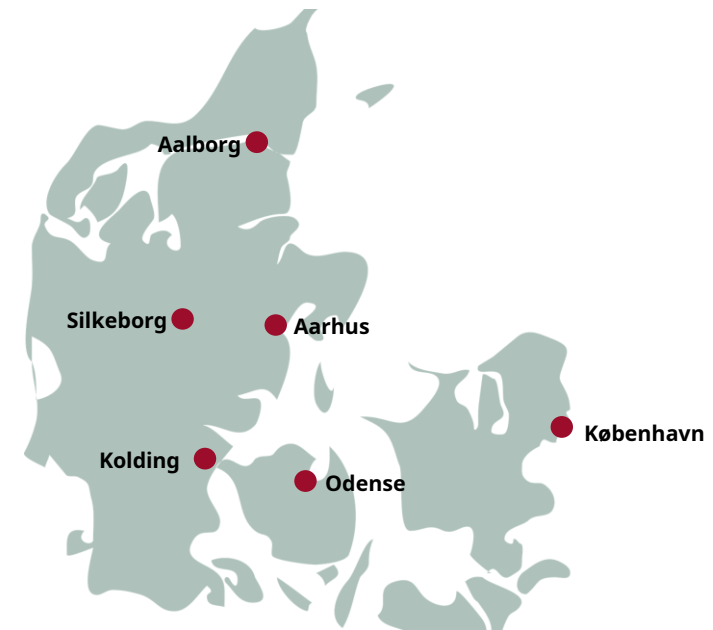 Aalborg
Silkeborg
Aarhus
København
Kolding
Odense